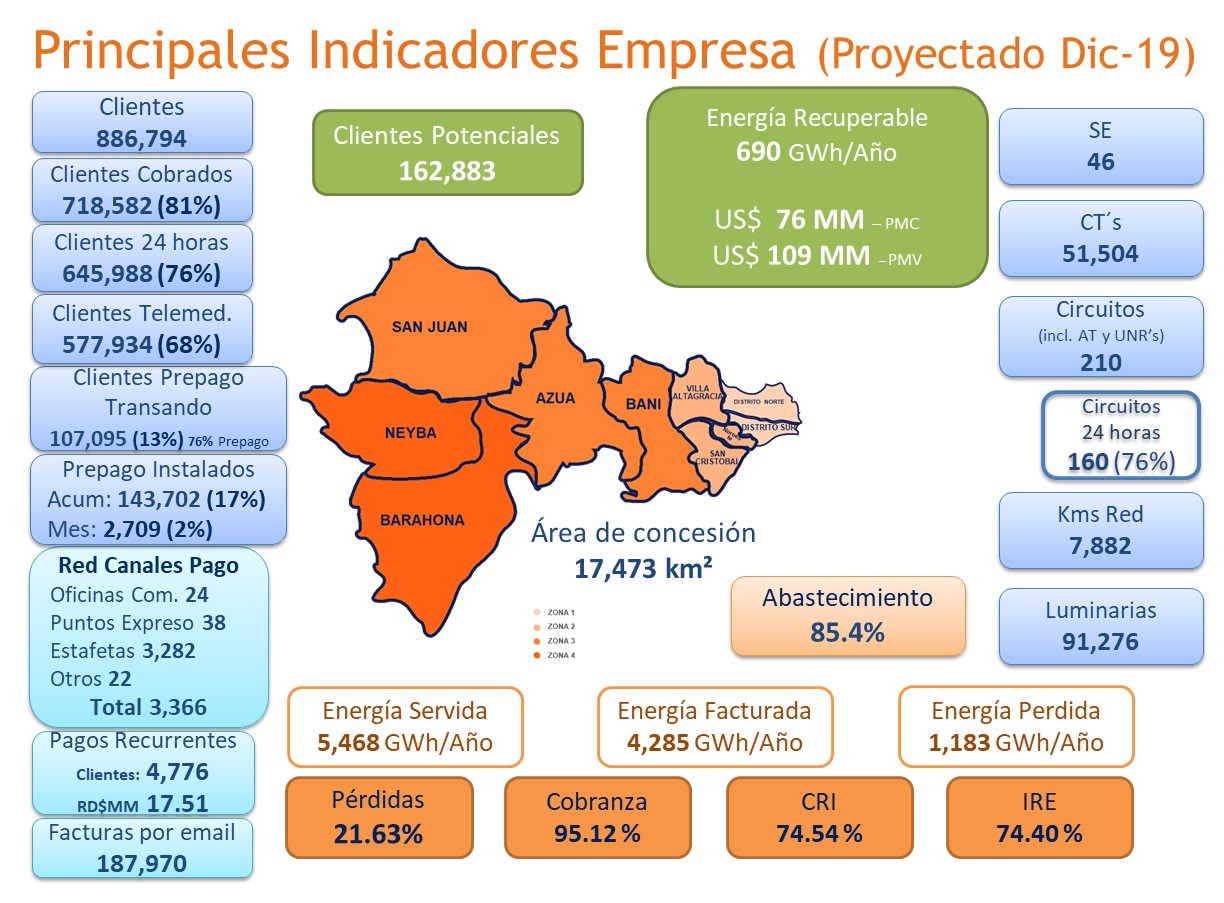 Principales Indicadores Empresa (Proyectado Dic-19)
Clientes
886,794
Clientes Cobrados
718,582 (81%)
Clientes 24 horas
645,988 (76%)
Clientes Telemed.
577,934 (68%)
Clientes Prepago
Transando
107,095 (13%) 76% Prepago
Prepago Instalados
Acum: 143,702 (17%)
Mes: 2,709 (2%)
Red Canales Pago
Oficinas Com. 24
Puntos Expreso 38
Estafetas 3,282
Otros 22
Total 3,366
Pagos Recurrentes
Clientes: 4,776
RD$MM 17.51
Facturas por email
187,970
Clientes Potenciales
162,883
Energía Recuperable
690 GWh/Año
US$ 76 MM – PMC
US$ 109 MM –PMV
SAN JUAN
NEYBA
BARAHONA
AZUA
BANI
VILLA
ALTAGRACIA
DISTRITO NORTE
DISTRITO SUR
SAN
CRISTOBAL
Área de concesión
17,473 km²
ZONA 1
ZONA 2
ZONA 3
ZONA 4
SE
46
CT´s
51,504
Circuitos
(incl. AT y UNR's)
210
Circuitos
24 horas
160 (76%)
Kms Red
7,882
Luminarias
91,276
Abastecimiento
85.4%
Energía Servida
5,468 GWh/Año
Energía Facturada
4,285 GWh/Año
Energía Perdida
1,183 GWh/Año
Pérdidas
21.63%
Cobranza
95.12 %
CRI
74.54 %
IRE
74.40 %